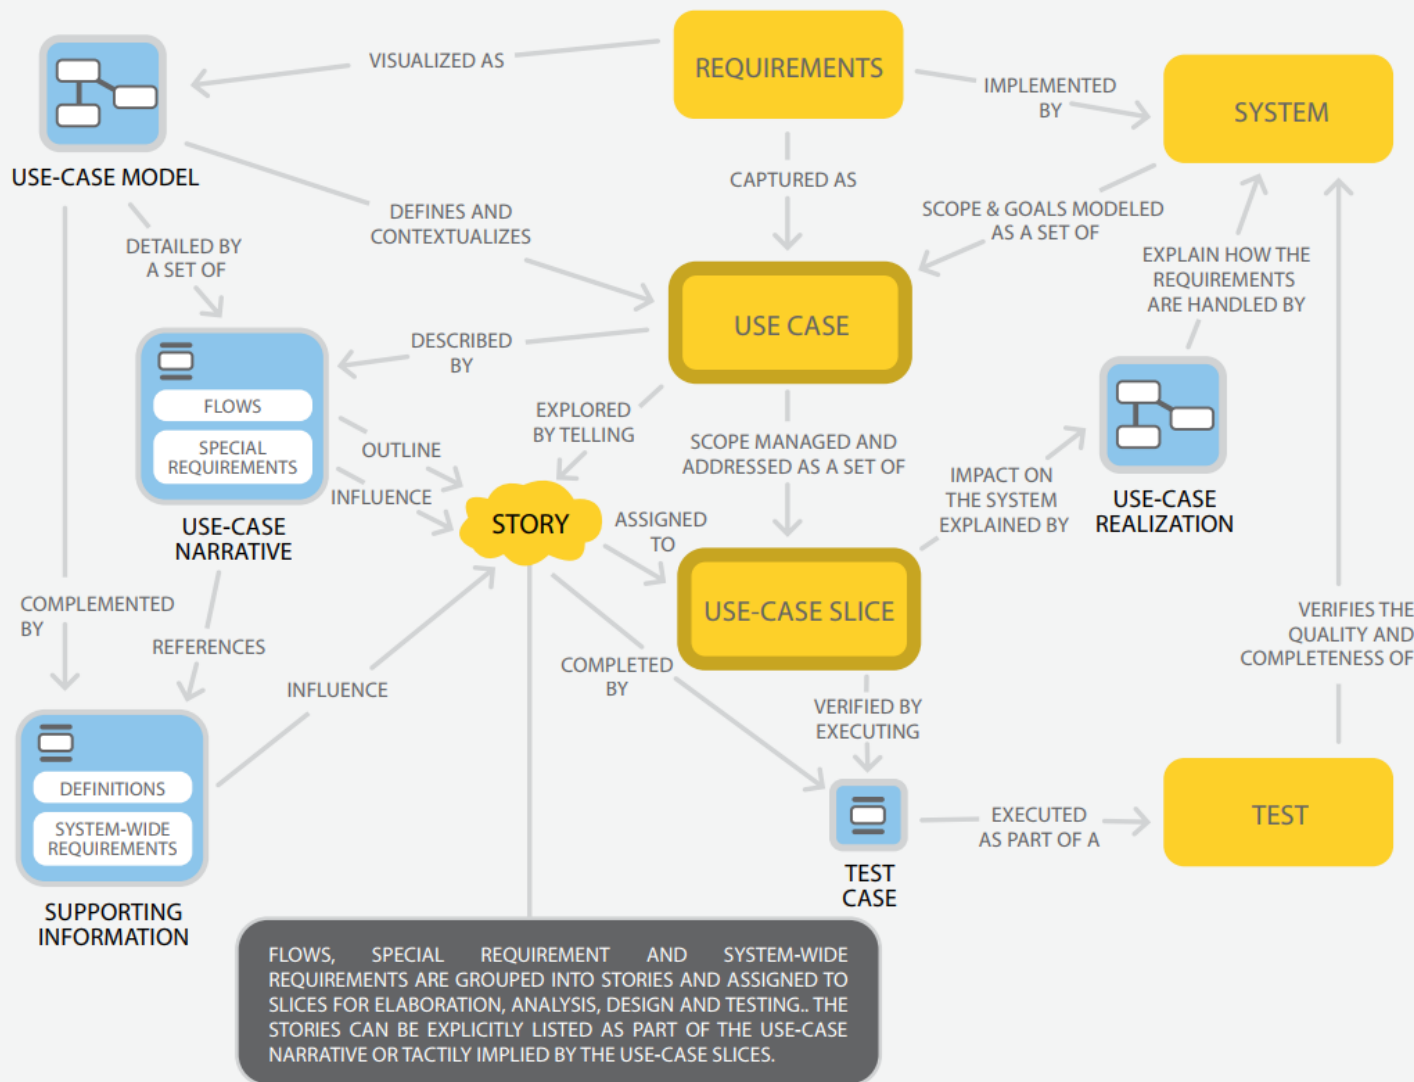 REQUIREMENTS
VISUALIZED AS
IMPLEMENTED
BY
SYSTEM
USE-CASE MODEL
CAPTURED AS
DEFINES AND
CONTEXTUALIZES
SCOPE & GOALS MODELED
AS A SET OF
DETAILED BY
A SET OF
EXPLAIN HOW THE
REQUIREMENTS
ARE HANDLED BY
USE CASE
DESCRIBED
BY
FLOWS
SPECIAL
REQUIREMENTS
USE-CASE
NARRATIVE
OUTLINE
INFLUENCE
EXPLORED
BY TELLING
SCOPE MANAGED AND
ADDRESSED AS A SET OF
IMPACT ON
THE SYSTEM
EXPLAINED BY
USE-CASE
REALIZATION
STORY
ASSIGNED
TO
USE-CASE SLICE
COMPLEMENTED
BY
REFERENCES
INFLUENCE
COMPLETED
BY
VERIFIED BY
EXECUTING
VERIFIES THE
QUALITY AND
COMPLETENESS OF
DEFINITIONS
SYSTEM-WIDE
REQUIREMENTS
SUPPORTING
INFORMATION
TEST
CASE
EXECUTED
AS PART OF A
TEST
FLOWS, SPECIAL REQUIREMENT AND SYSTEM-WIDE
REQUIREMENTS ARE GROUPED INTO STORIES AND ASSIGNED TO
SLICES FOR ELABORATION, ANALYSIS, DESIGN AND TESTING.. THE
STORIES CAN BE EXPLICITLY LISTED AS PART OF THE USE-CASE
NARRATIVE OR TACTILY IMPLIED BY THE USE-CASE SLICES.